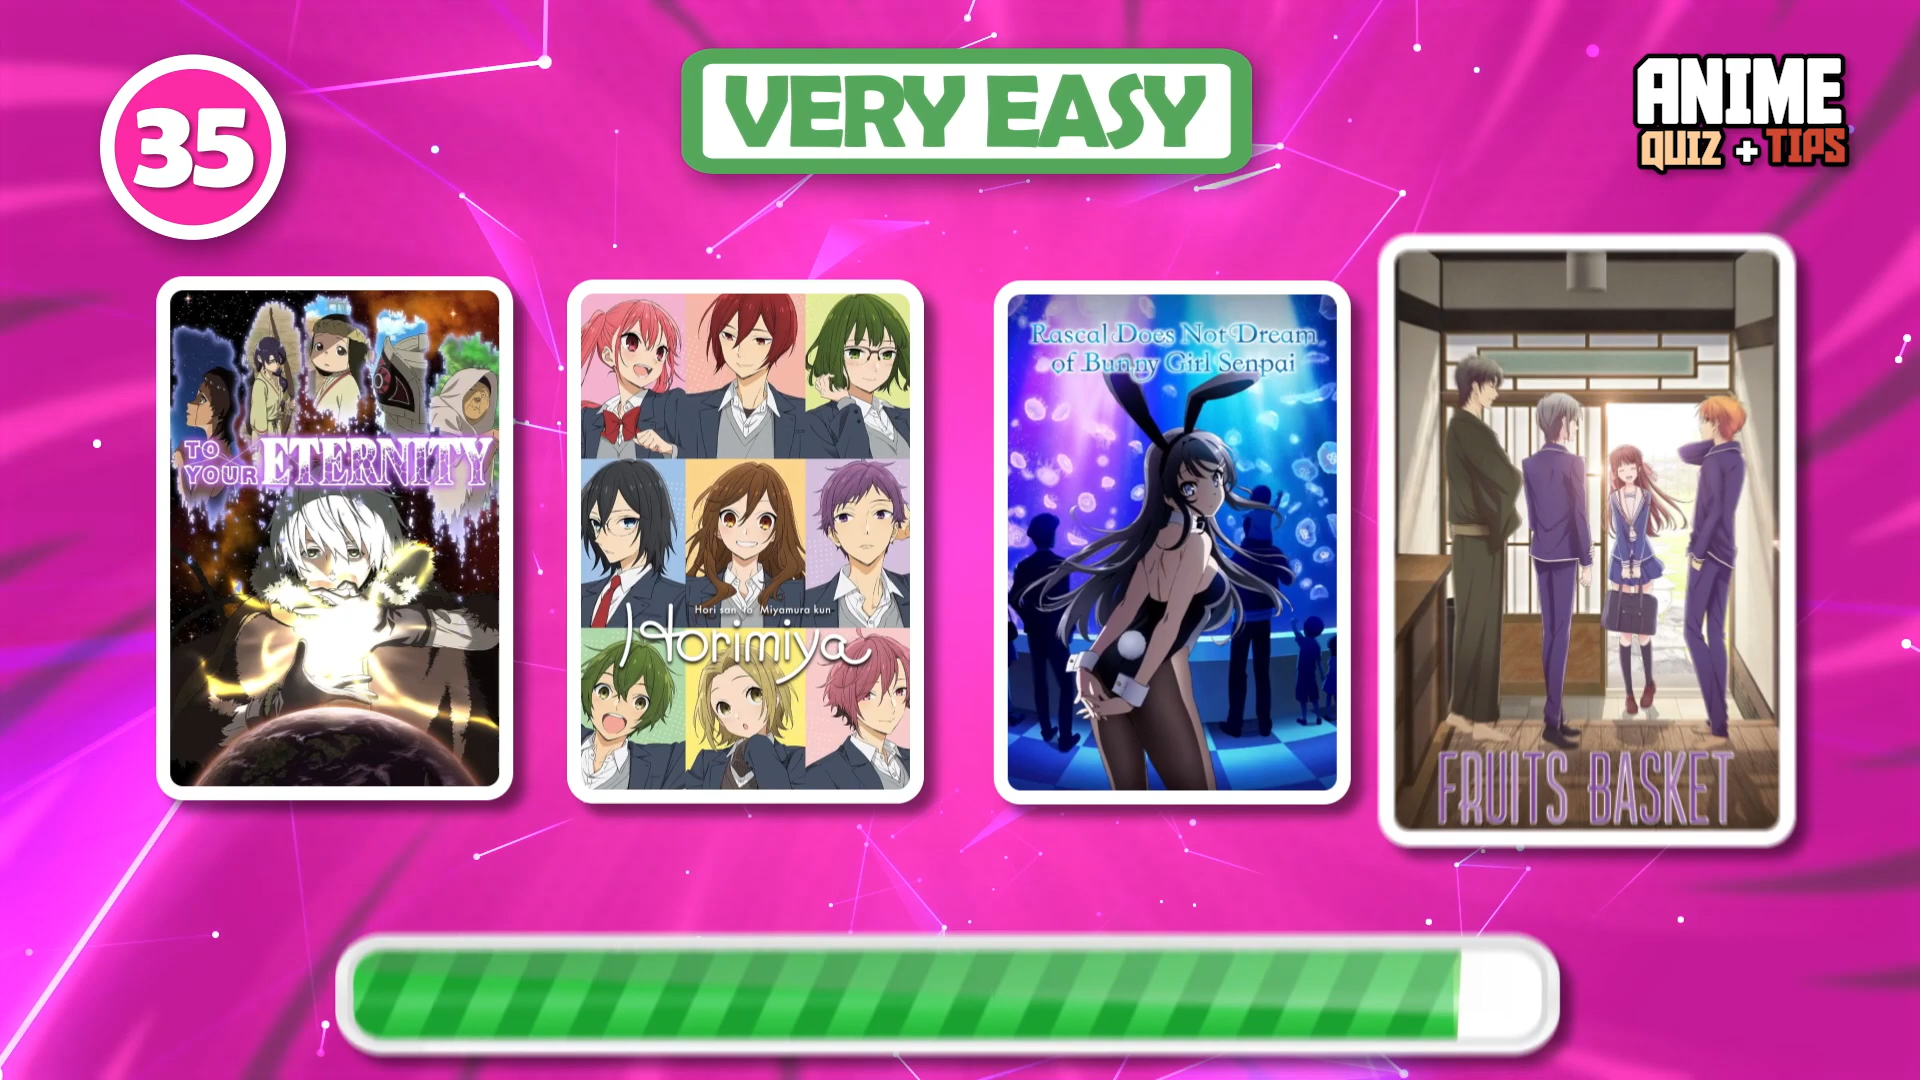 35
VERY EASY
ANIME
QUIZ + TIPS
TO
YOUR ETERNITY
Hori san to Miyamura kun
Horimiya
Rascal Does Not Dream
of Bunny Girl Senpai
FRUITS BASKET